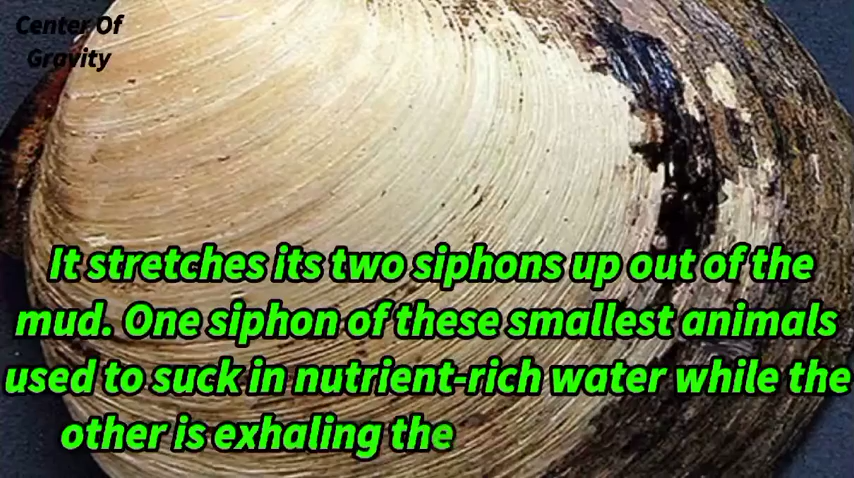 Center Of
Gravity
It stretches its two siphons up out of the
mud. One siphon of these smallest animals
used to suck in nutrient-rich water while the
other is exhaling the